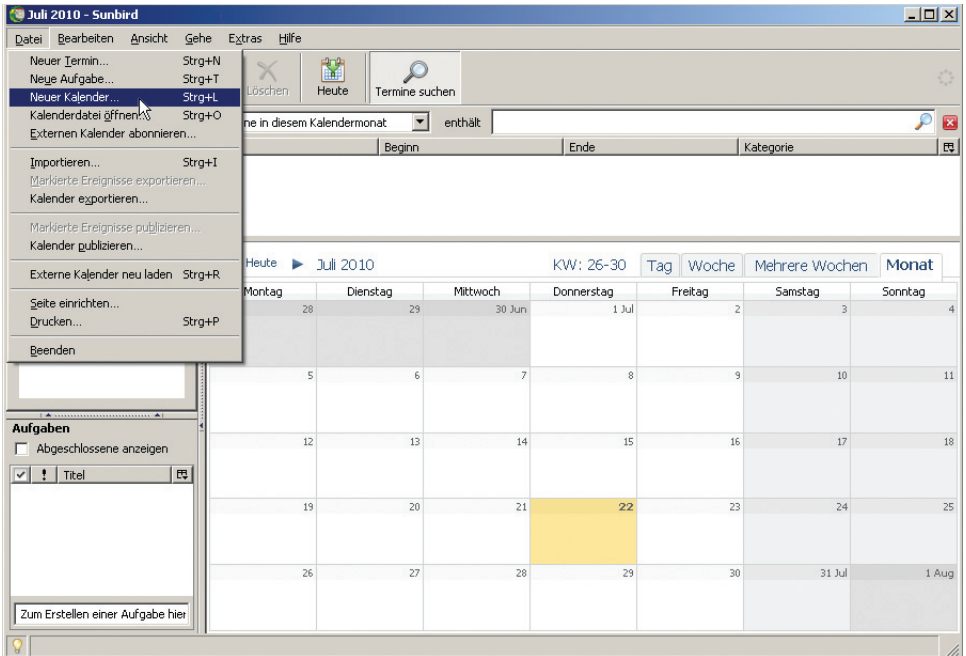 Juli 2010 - Sunbird
Datei Bearbeiten Ansicht Gehe Extras Hilfe
Neuer Termin... Strg+N
Neue Aufgabe... Strg+T
Neuer Kalender... Strg+L
Kalenderdatei öffnen... Strg+O
Externen Kalender abonnieren...
Importieren... Strg+I
Markierte Ereignisse exportieren...
Kalender exportieren...
Markierte Ereignisse publizieren...
Kalender publizieren...
Externe Kalender neu laden Strg+R
Seite einrichten...
Drucken... Strg+P
Beenden
Löschen Heute Termine suchen
in diesem Kalendermonat enthält
Beginn Ende Kategorie
Heute Juli 2010 KW: 26-30 Tag Woche Mehrere Wochen Monat
Montag Dienstag Mittwoch Donnerstag Freitag Samstag Sonntag
28 29 30 Jun 1 Jul 2 3 4
5 6 7 8 9 10 11
12 13 14 15 16 17 18
19 20 21 22 23 24 25
26 27 28 29 30 31 Jul 1 Aug
Aufgaben
Abgeschlossene anzeigen
! Titel
Zum Erstellen einer Aufgabe hier